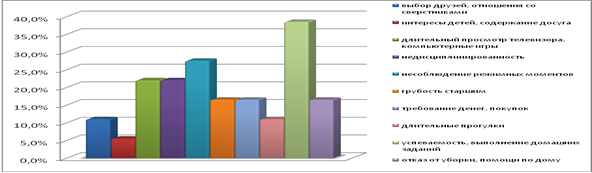 40,0%
35,0%
30,0%
25,0%
20,0%
15,0%
10,0%
5,0%
0,0%
выбор друзей, отношения со
сверстниками
интересы детей, содержание досуга
длительный просмотр телевизора,
компьютерные игры
недисциплинированность
несоблюдение режимных моментов
грубость старшим
требование денег, покупок
длительные прогулки
успеваемость, выполнение домашних
заданий
отказ от уборки, помощи по дому